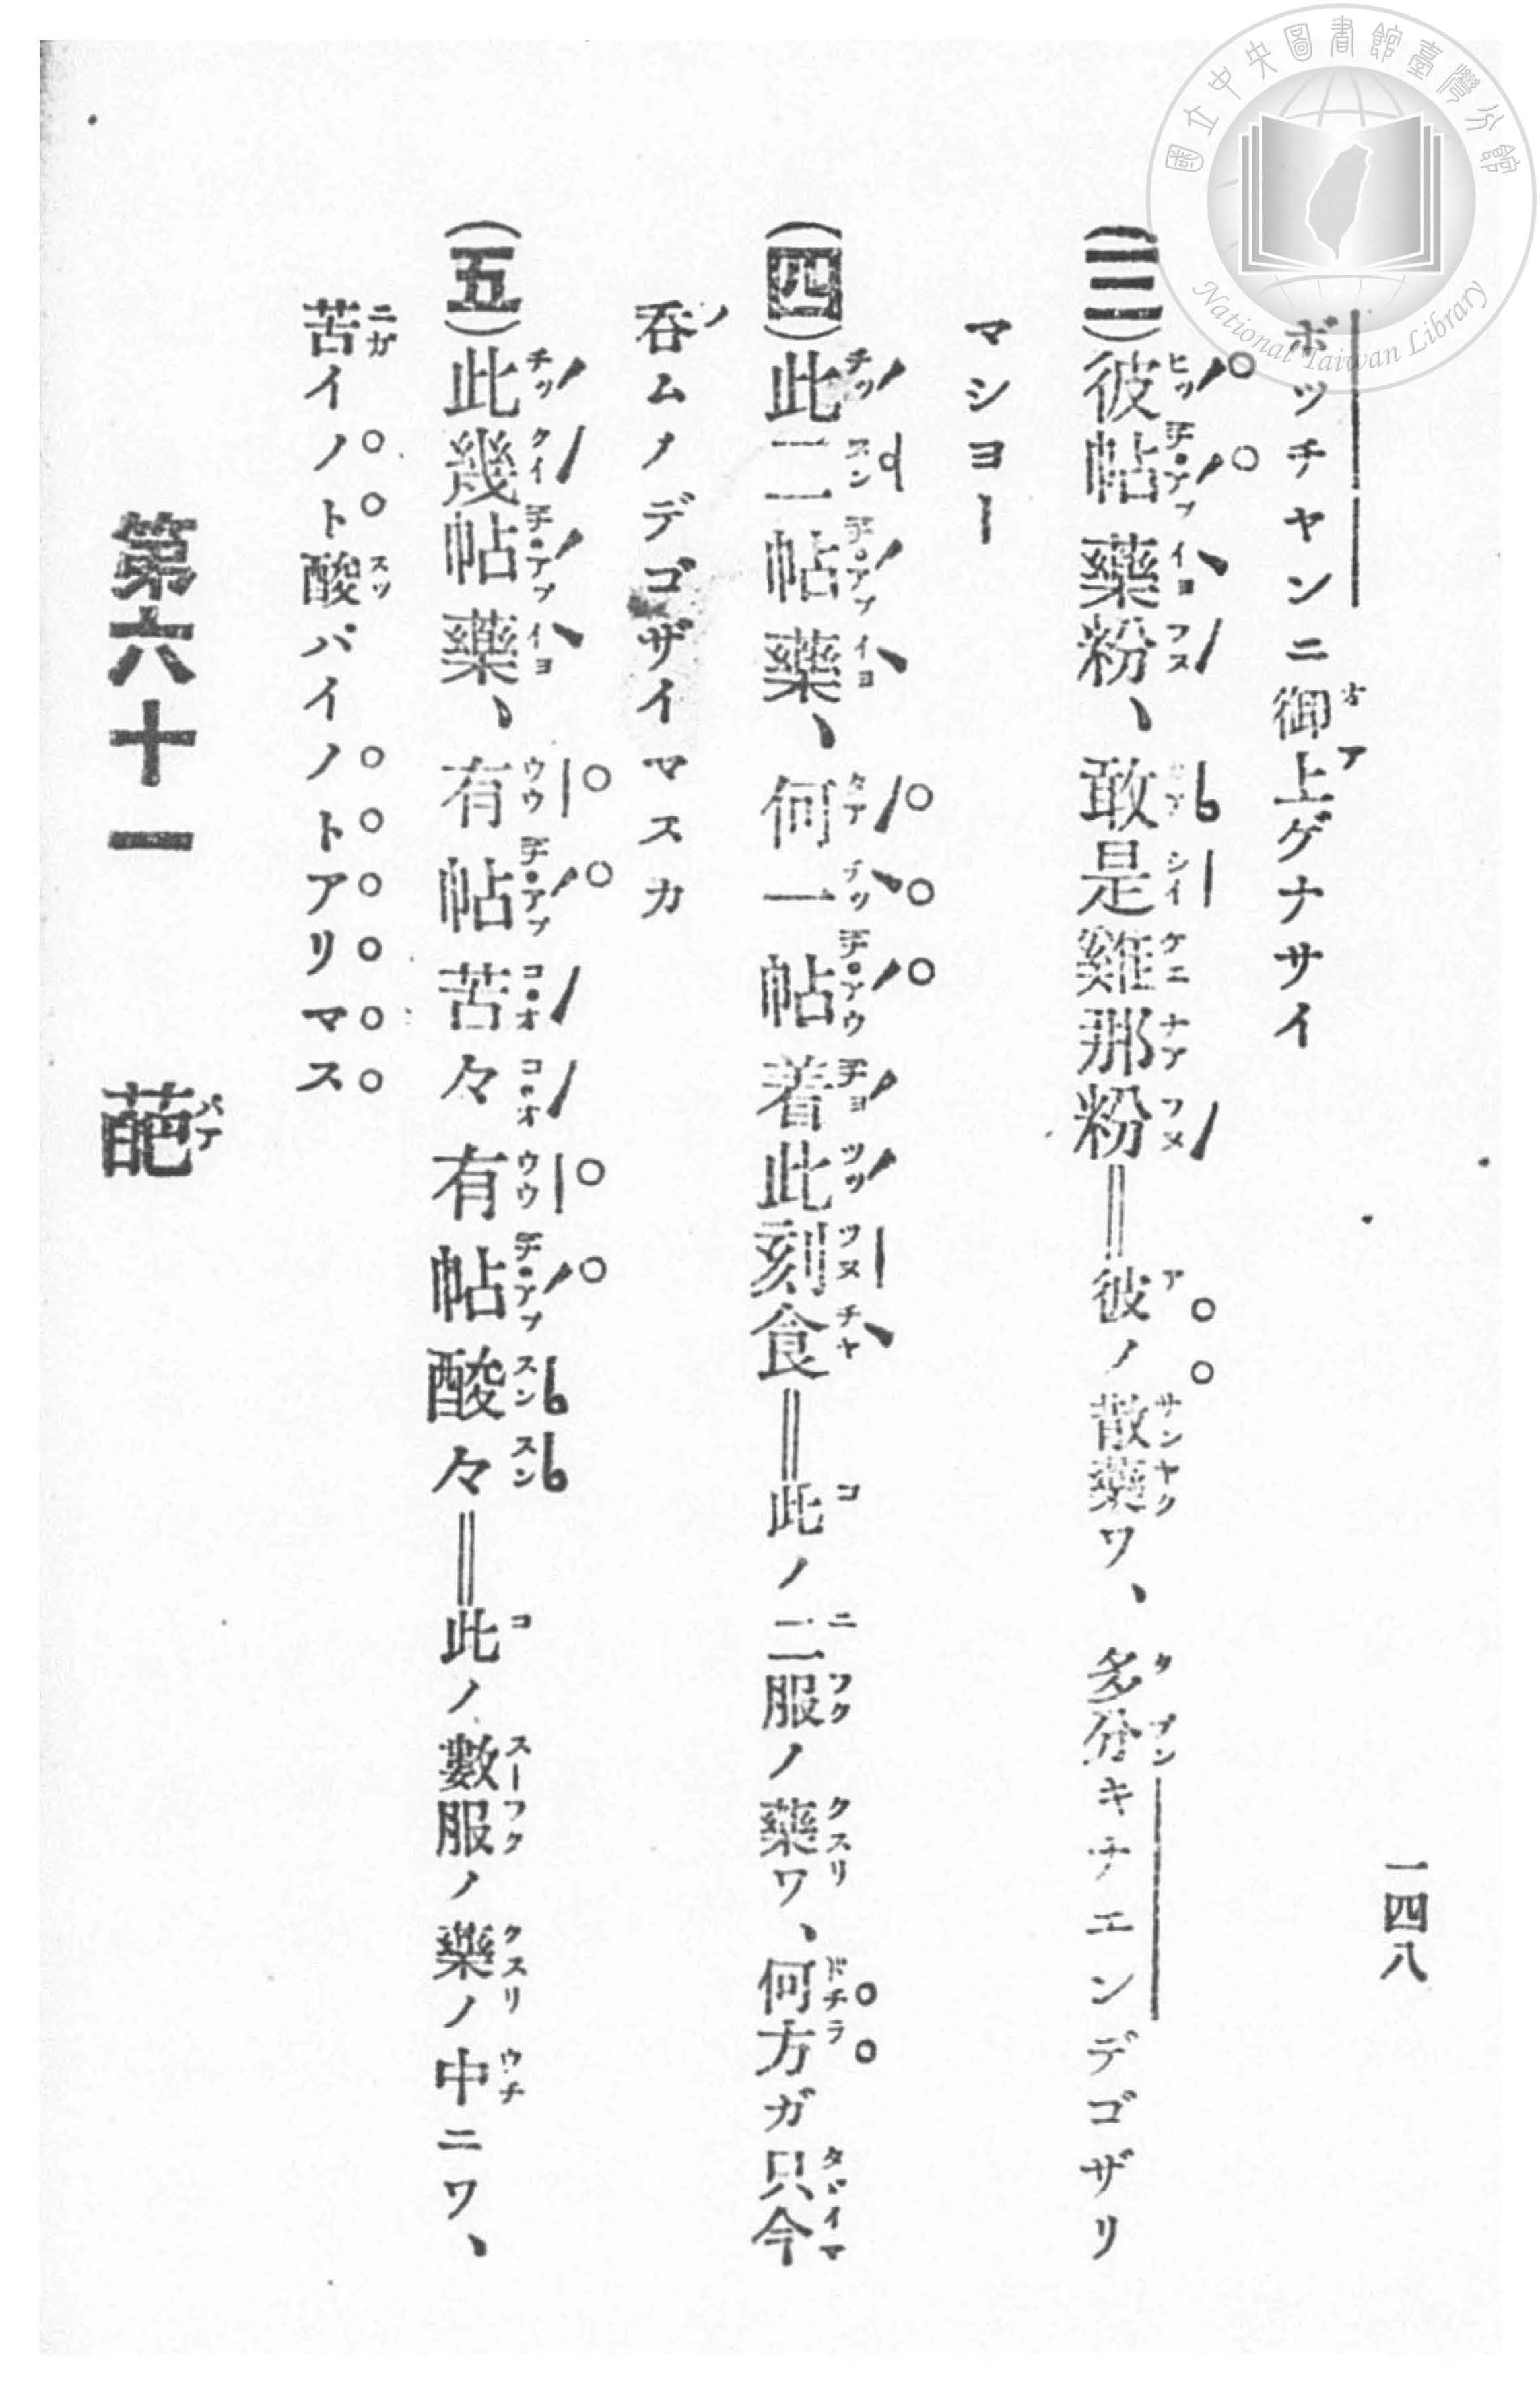 一四八
ボッチャンニ御上グナサイ
(三)彼帖藥粉、敢是雞那粉‖彼ノ散藥ワ、多分キナエンデゴザリ
マシヨー
(四)此二帖藥、何一帖着此刻食‖此ノ二服ノ藥ワ、何方ガ只今
呑ムノデゴザイマスカ
(五)此幾帖藥、有帖苦々有帖酸々‖此ノ數服ノ藥ノ中ニワ、
苦イノト酸パイノトアリマス
第六十一 葩
國立中央圖書館臺灣分館
National Taiwan Library